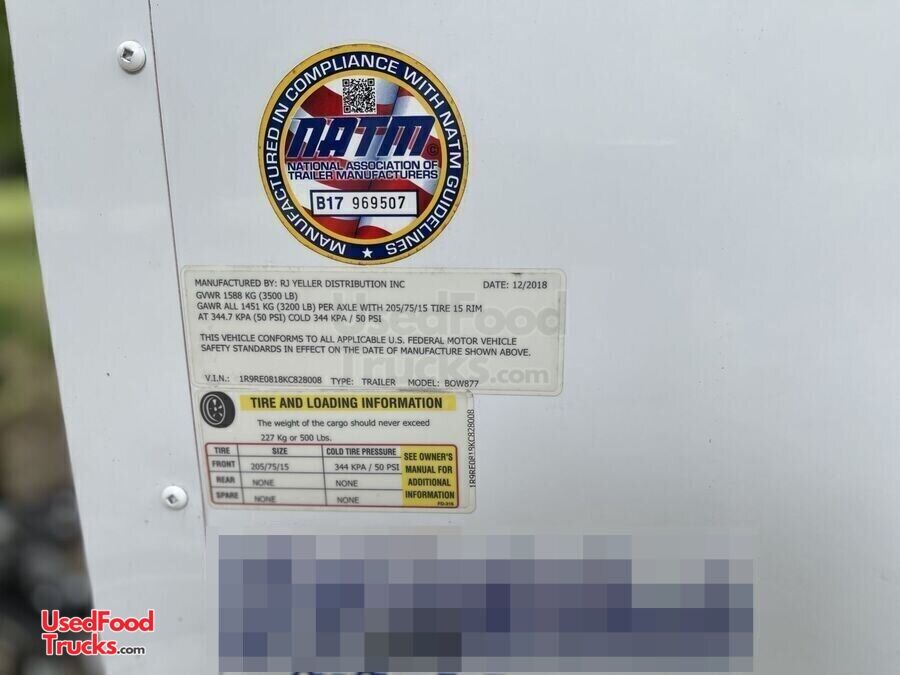 MANUFACTURED IN COMPLIANCE WITH NATM GUIDELINES
NATM©
NATIONAL ASSOCIATION OF
TRAILER MANUFACTURERS
B17 969507
MANUFACTURED BY: RJ YELLER DISTRIBUTION INC DATE: 12/2018
GVWR 1588 KG (3500 LB)
GAWR ALL 1451 KG (3200 LB) PER AXLE WITH 205/75/15 TIRE 15 RIM
AT 344.7 KPA (50 PSI) COLD 344 KPA / 50 PSI
THIS VEHICLE CONFORMS TO ALL APPLICABLE U.S. FEDERAL MOTOR VEHICLE
SAFETY STANDARDS IN EFFECT ON THE DATE OF MANUFACTURE SHOWN ABOVE.
V.I.N.: 1R9RE0818KC828008 TYPE: TRAILER MODEL: BOW877
UsedFood
Trucks.com
TIRE AND LOADING INFORMATION
The weight of the cargo should never exceed
227 Kg or 500 Lbs.
TIRE SIZE COLD TIRE PRESSURE
FRONT 205/75/15 344 KPA / 50 PSI
REAR NONE NONE
SPARE NONE NONE
SEE OWNER'S
MANUAL FOR
ADDITIONAL
INFORMATION
1R9RE0818KC828008
UsedFood
Trucks.com